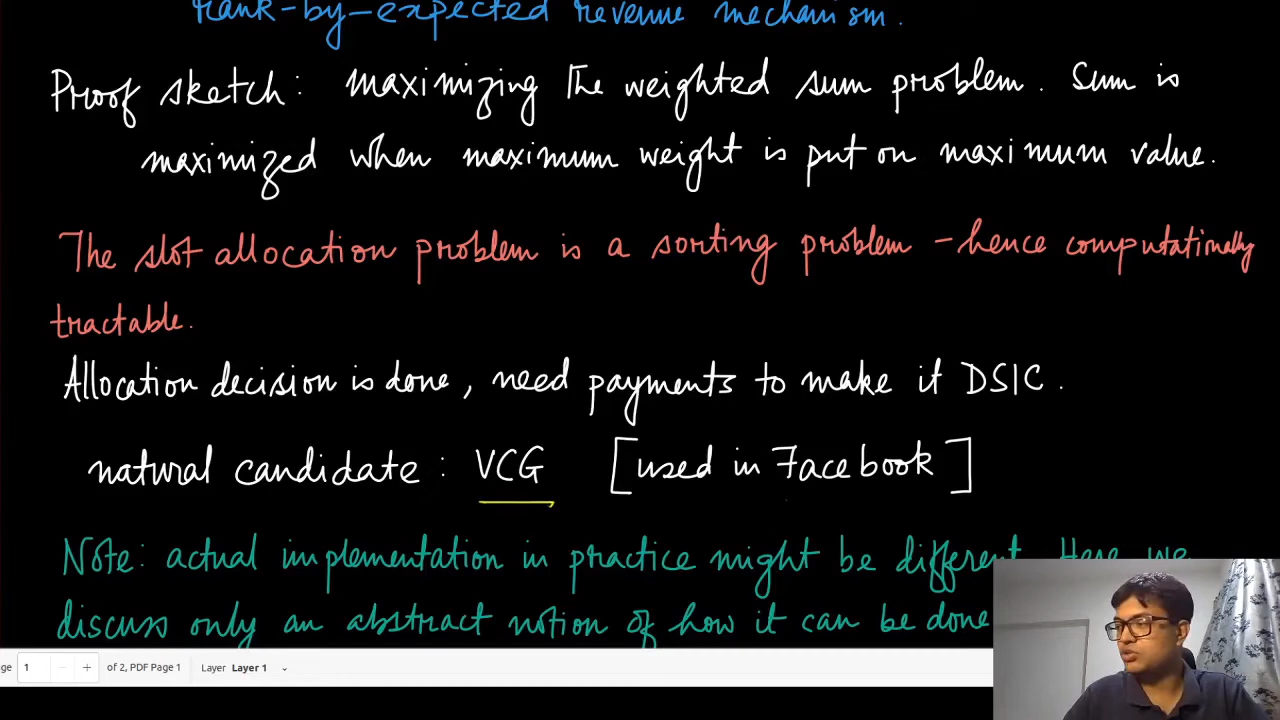 rank-by-expected revenue mechanism.
Proof sketch: maximizing the weighted sum problem. Sum is
maximized when maximum weight is put on maximum value.
The slot allocation problem is a sorting problem - hence computationally
tractable.
Allocation decision is done, need payments to make it DSIC.
natural candidate: VCG [used in Facebook]
Note: actual implementation in practice might be different. Here we
discuss only an abstract notion of how it can be done
ge 1 - + of 2, PDF Page 1 Layer Layer 1